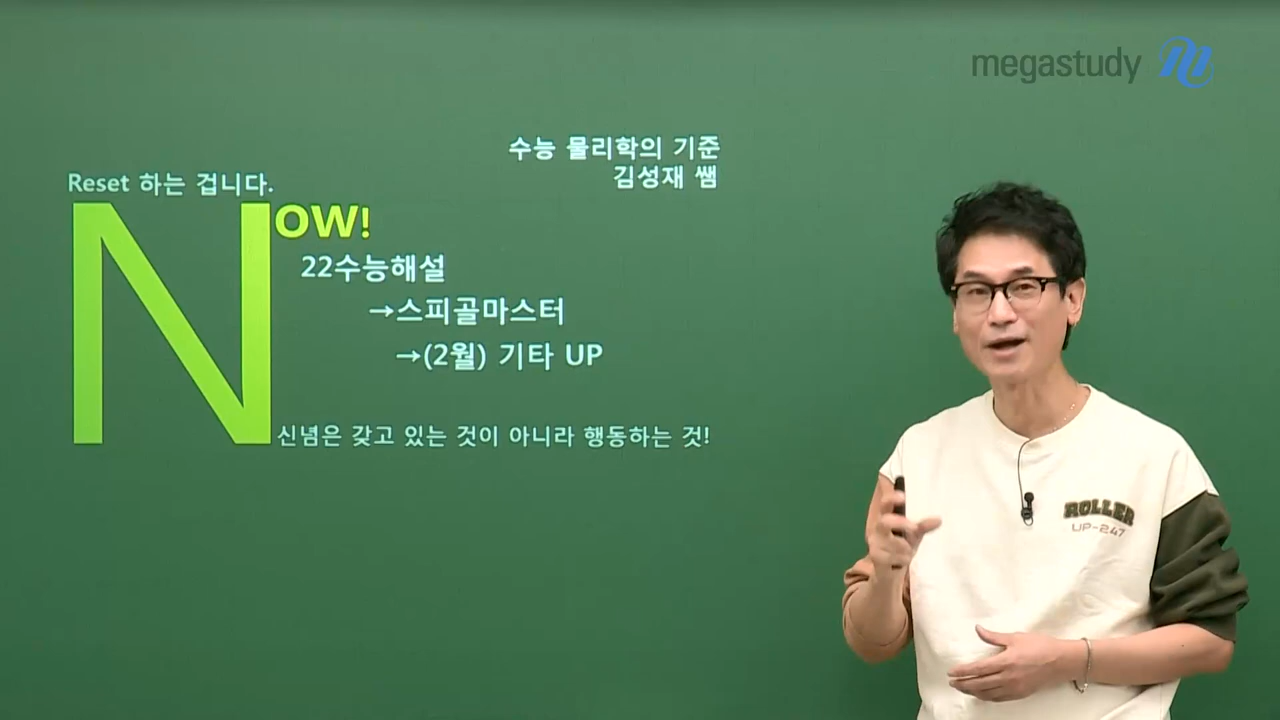 megastudy
수능 물리학의 기준
김성재 쌤
Reset 하는 겁니다.
NOW!
22수능해설
→스피골마스터
→(2월) 기타 UP
신념은 갖고 있는 것이 아니라 행동하는 것!
ROLLER
UP-247